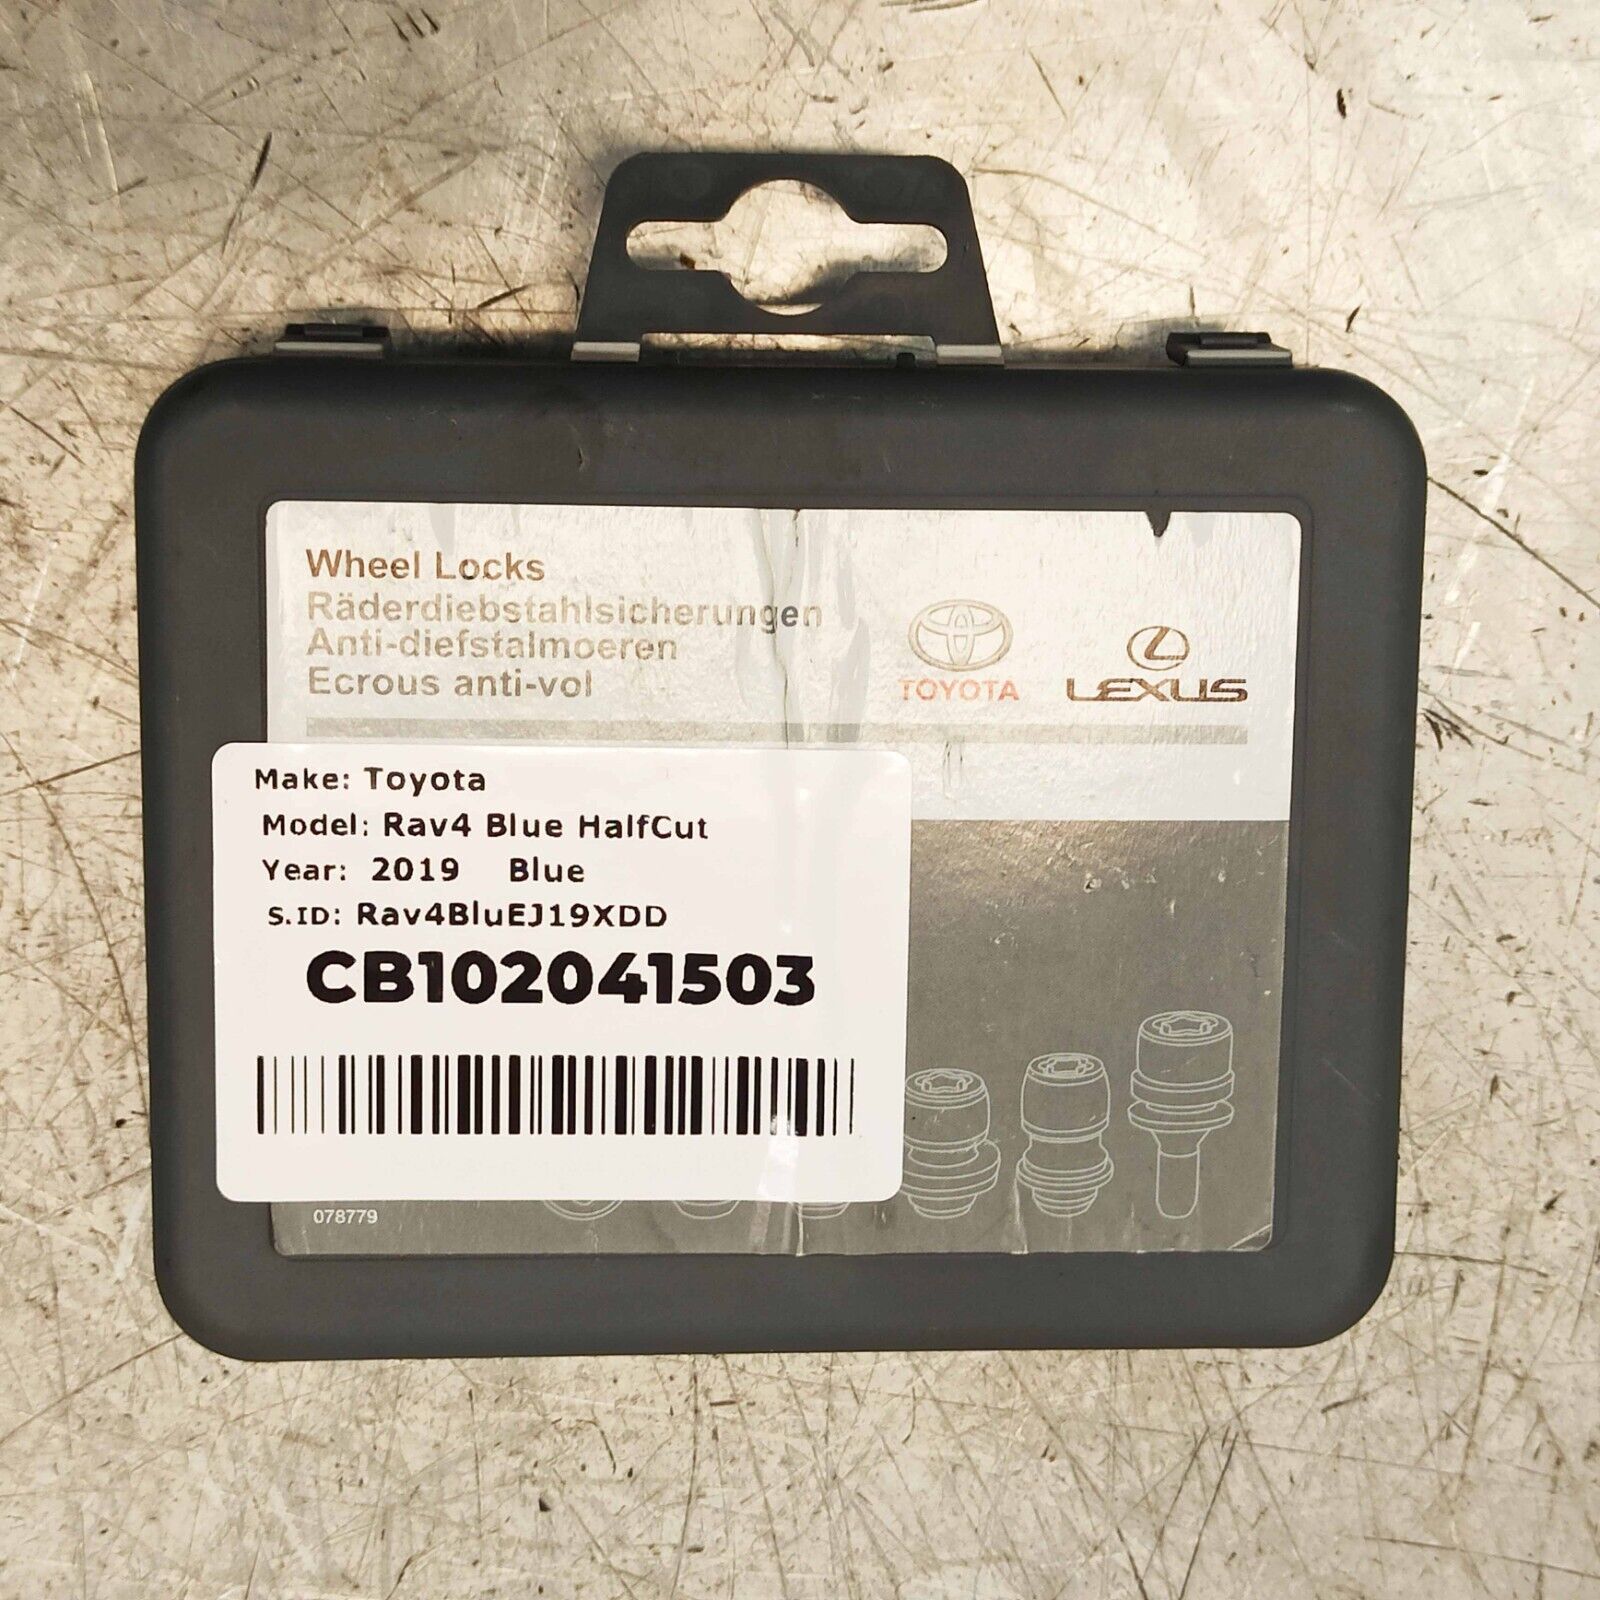 Wheel Locks
Räderdiebstahlsicherungen
Anti-diefstalmoeren
Ecrous anti-vol
TOYOTA
LEXUS
Make: Toyota
Model: Rav4 Blue HalfCut
Year: 2019 Blue
S.ID: Rav4BluEJ19XDD
CB102041503
078779